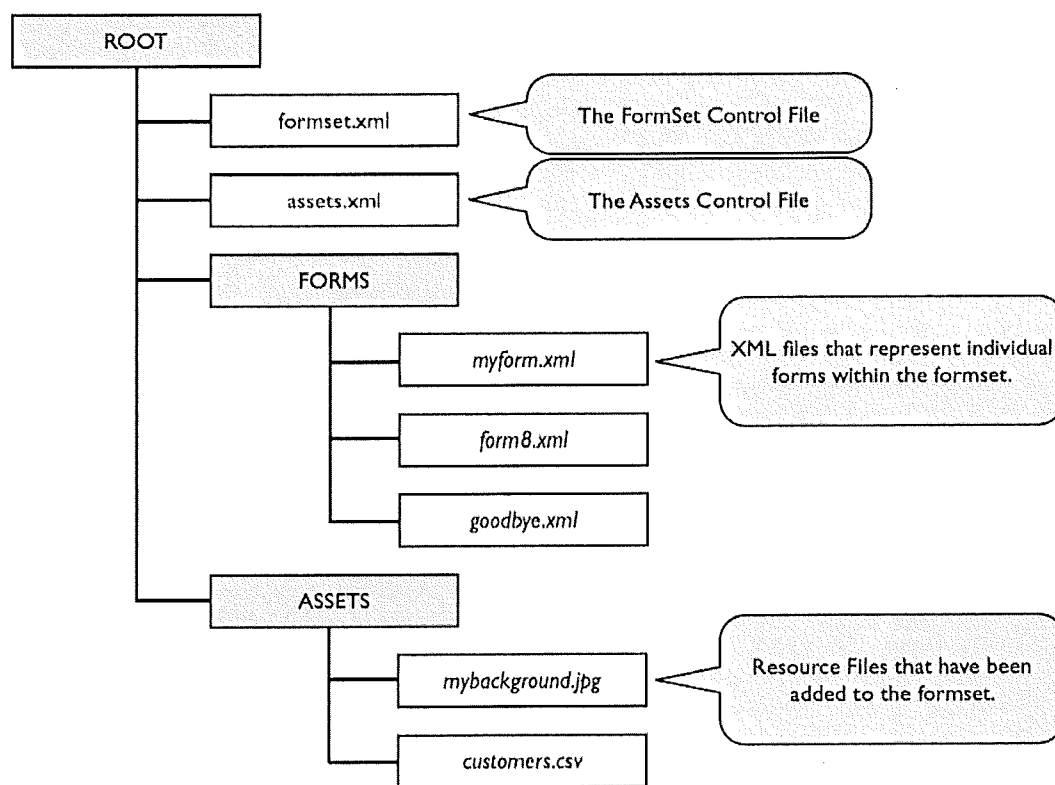 ROOT
formset.xml
The FormSet Control File
assets.xml
The Assets Control File
FORMS
myform.xml
XML files that represent individual
forms within the formset.
form8.xml
goodbye.xml
ASSETS
mybackground.jpg
Resource Files that have been
added to the formset.
customers.csv